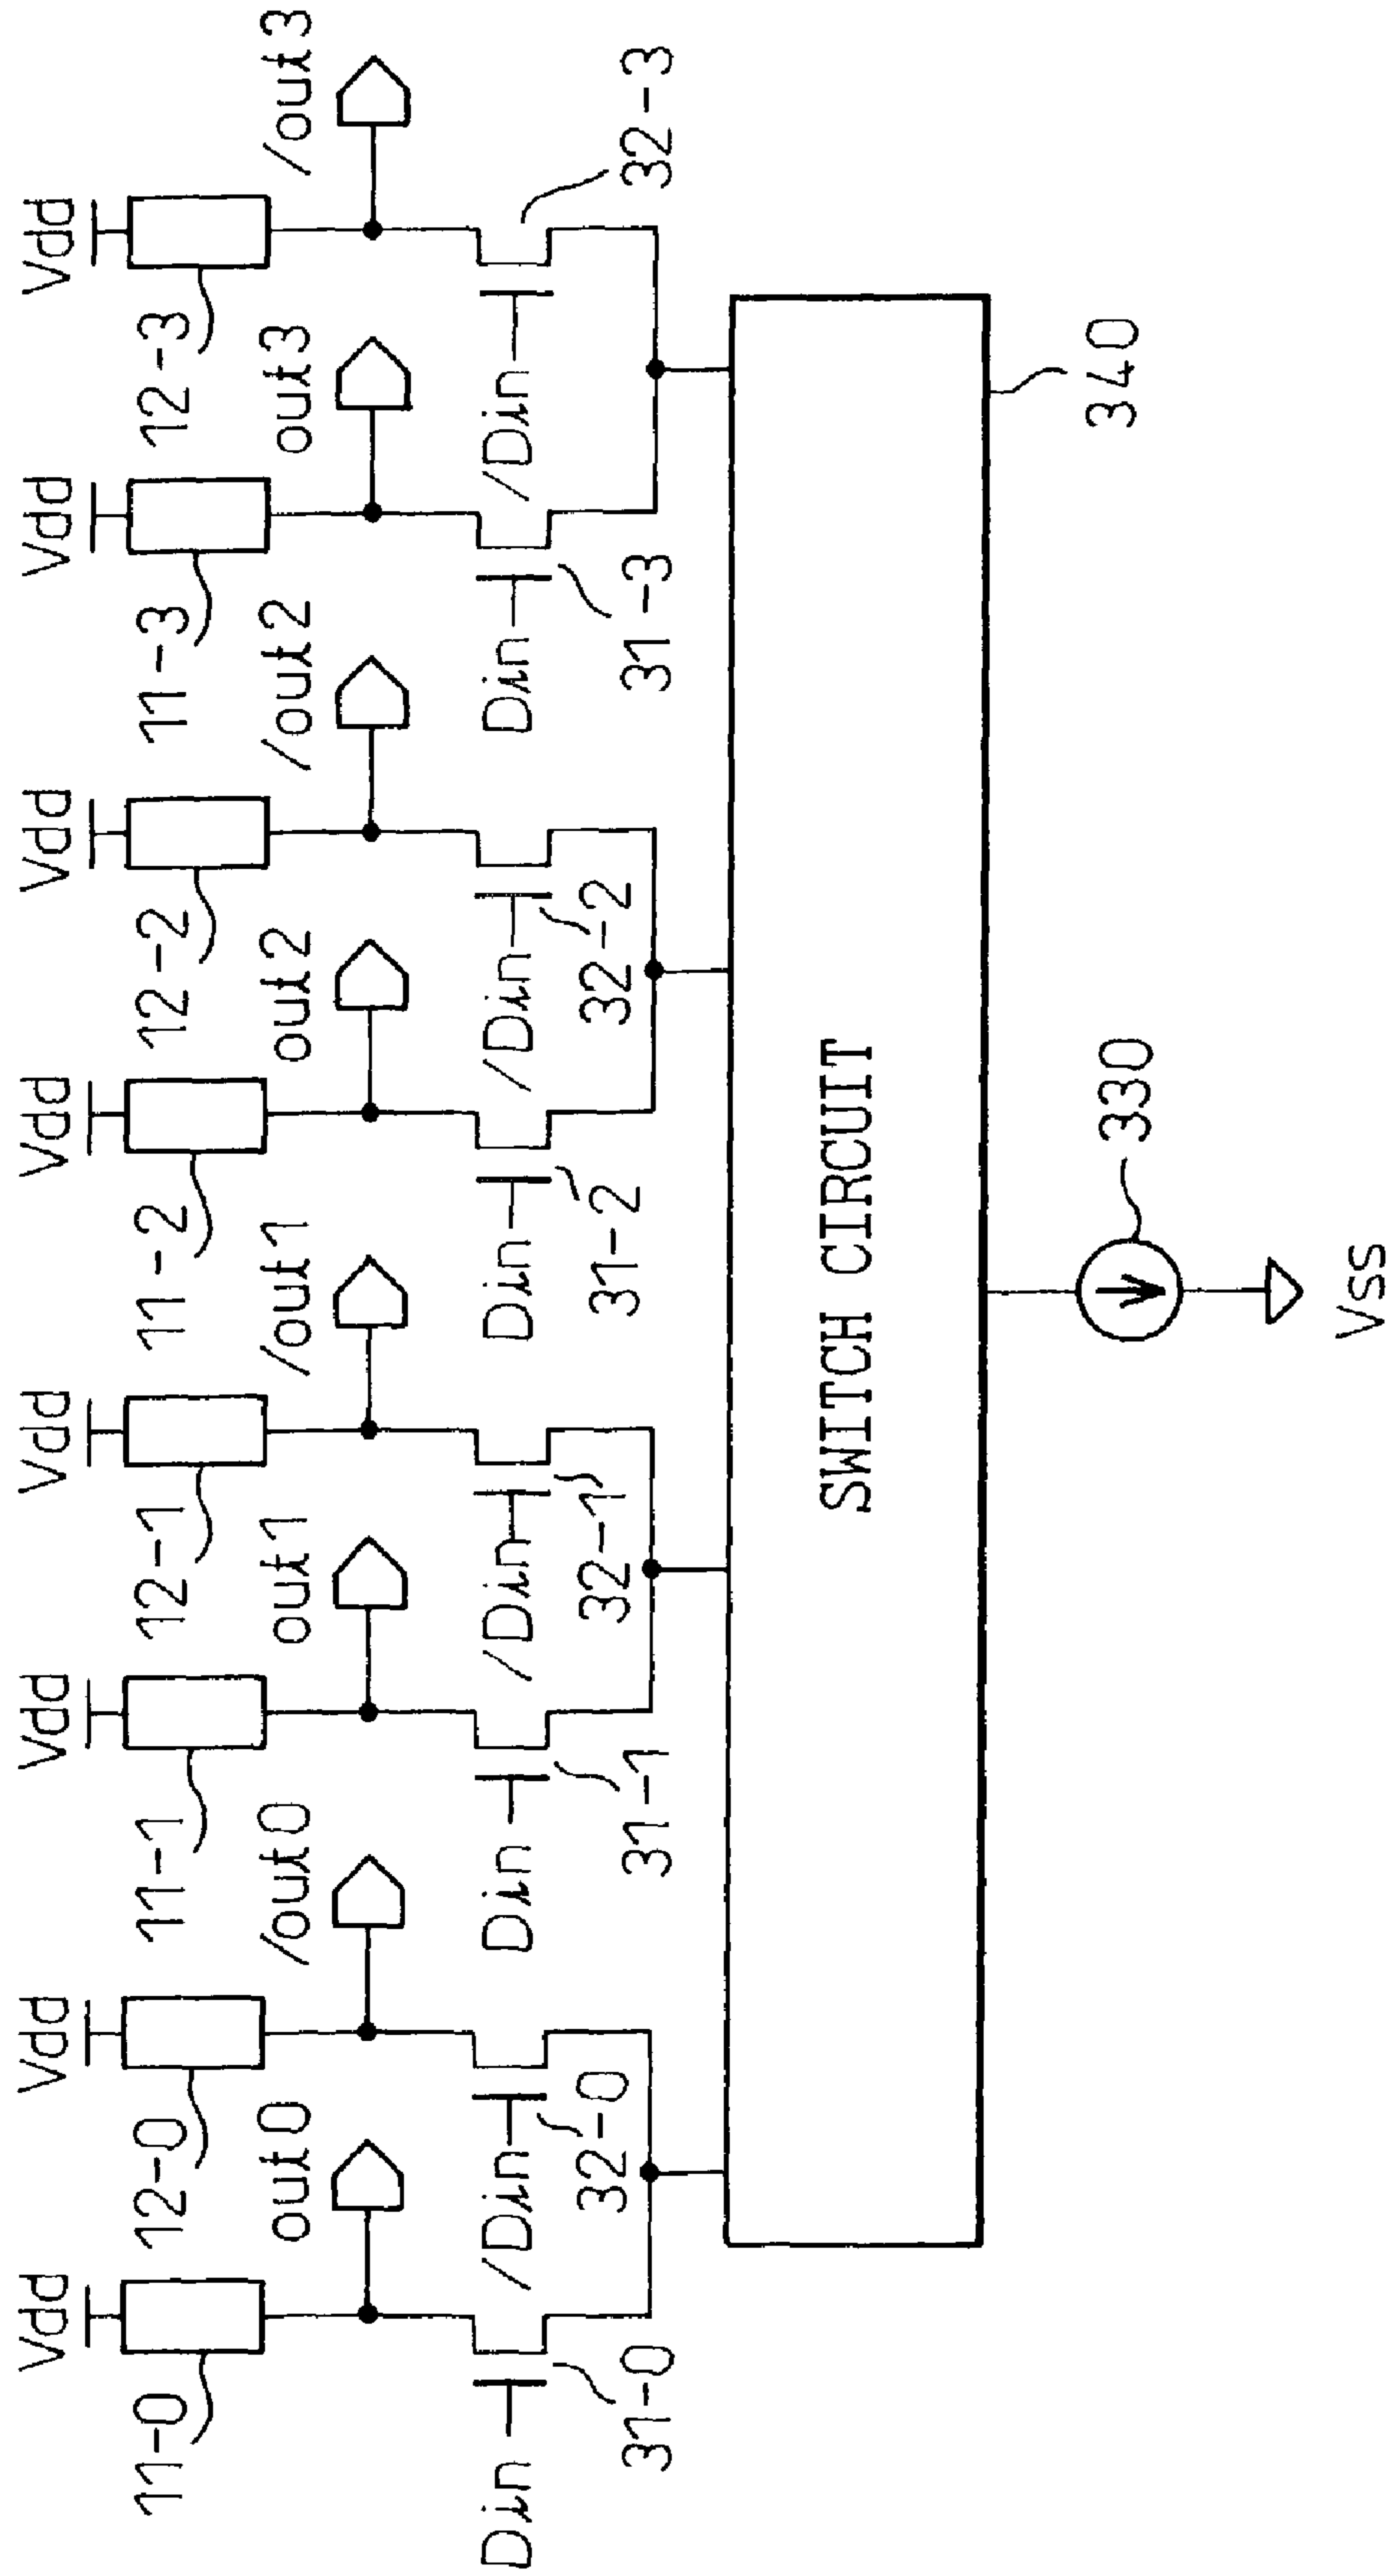 Vdd Vdd Vdd Vdd Vdd Vdd Vdd Vdd
11-0 12-0 11-1 12-1 11-2 12-2 11-3 12-3
out0 /out0 out1 /out1 out2 /out2 out3 /out3
Din /Din Din /Din Din /Din Din /Din
31-0 32-0 31-1 32-1 31-2 32-2 31-3 32-3
SWITCH CIRCUIT
340
330
Vss